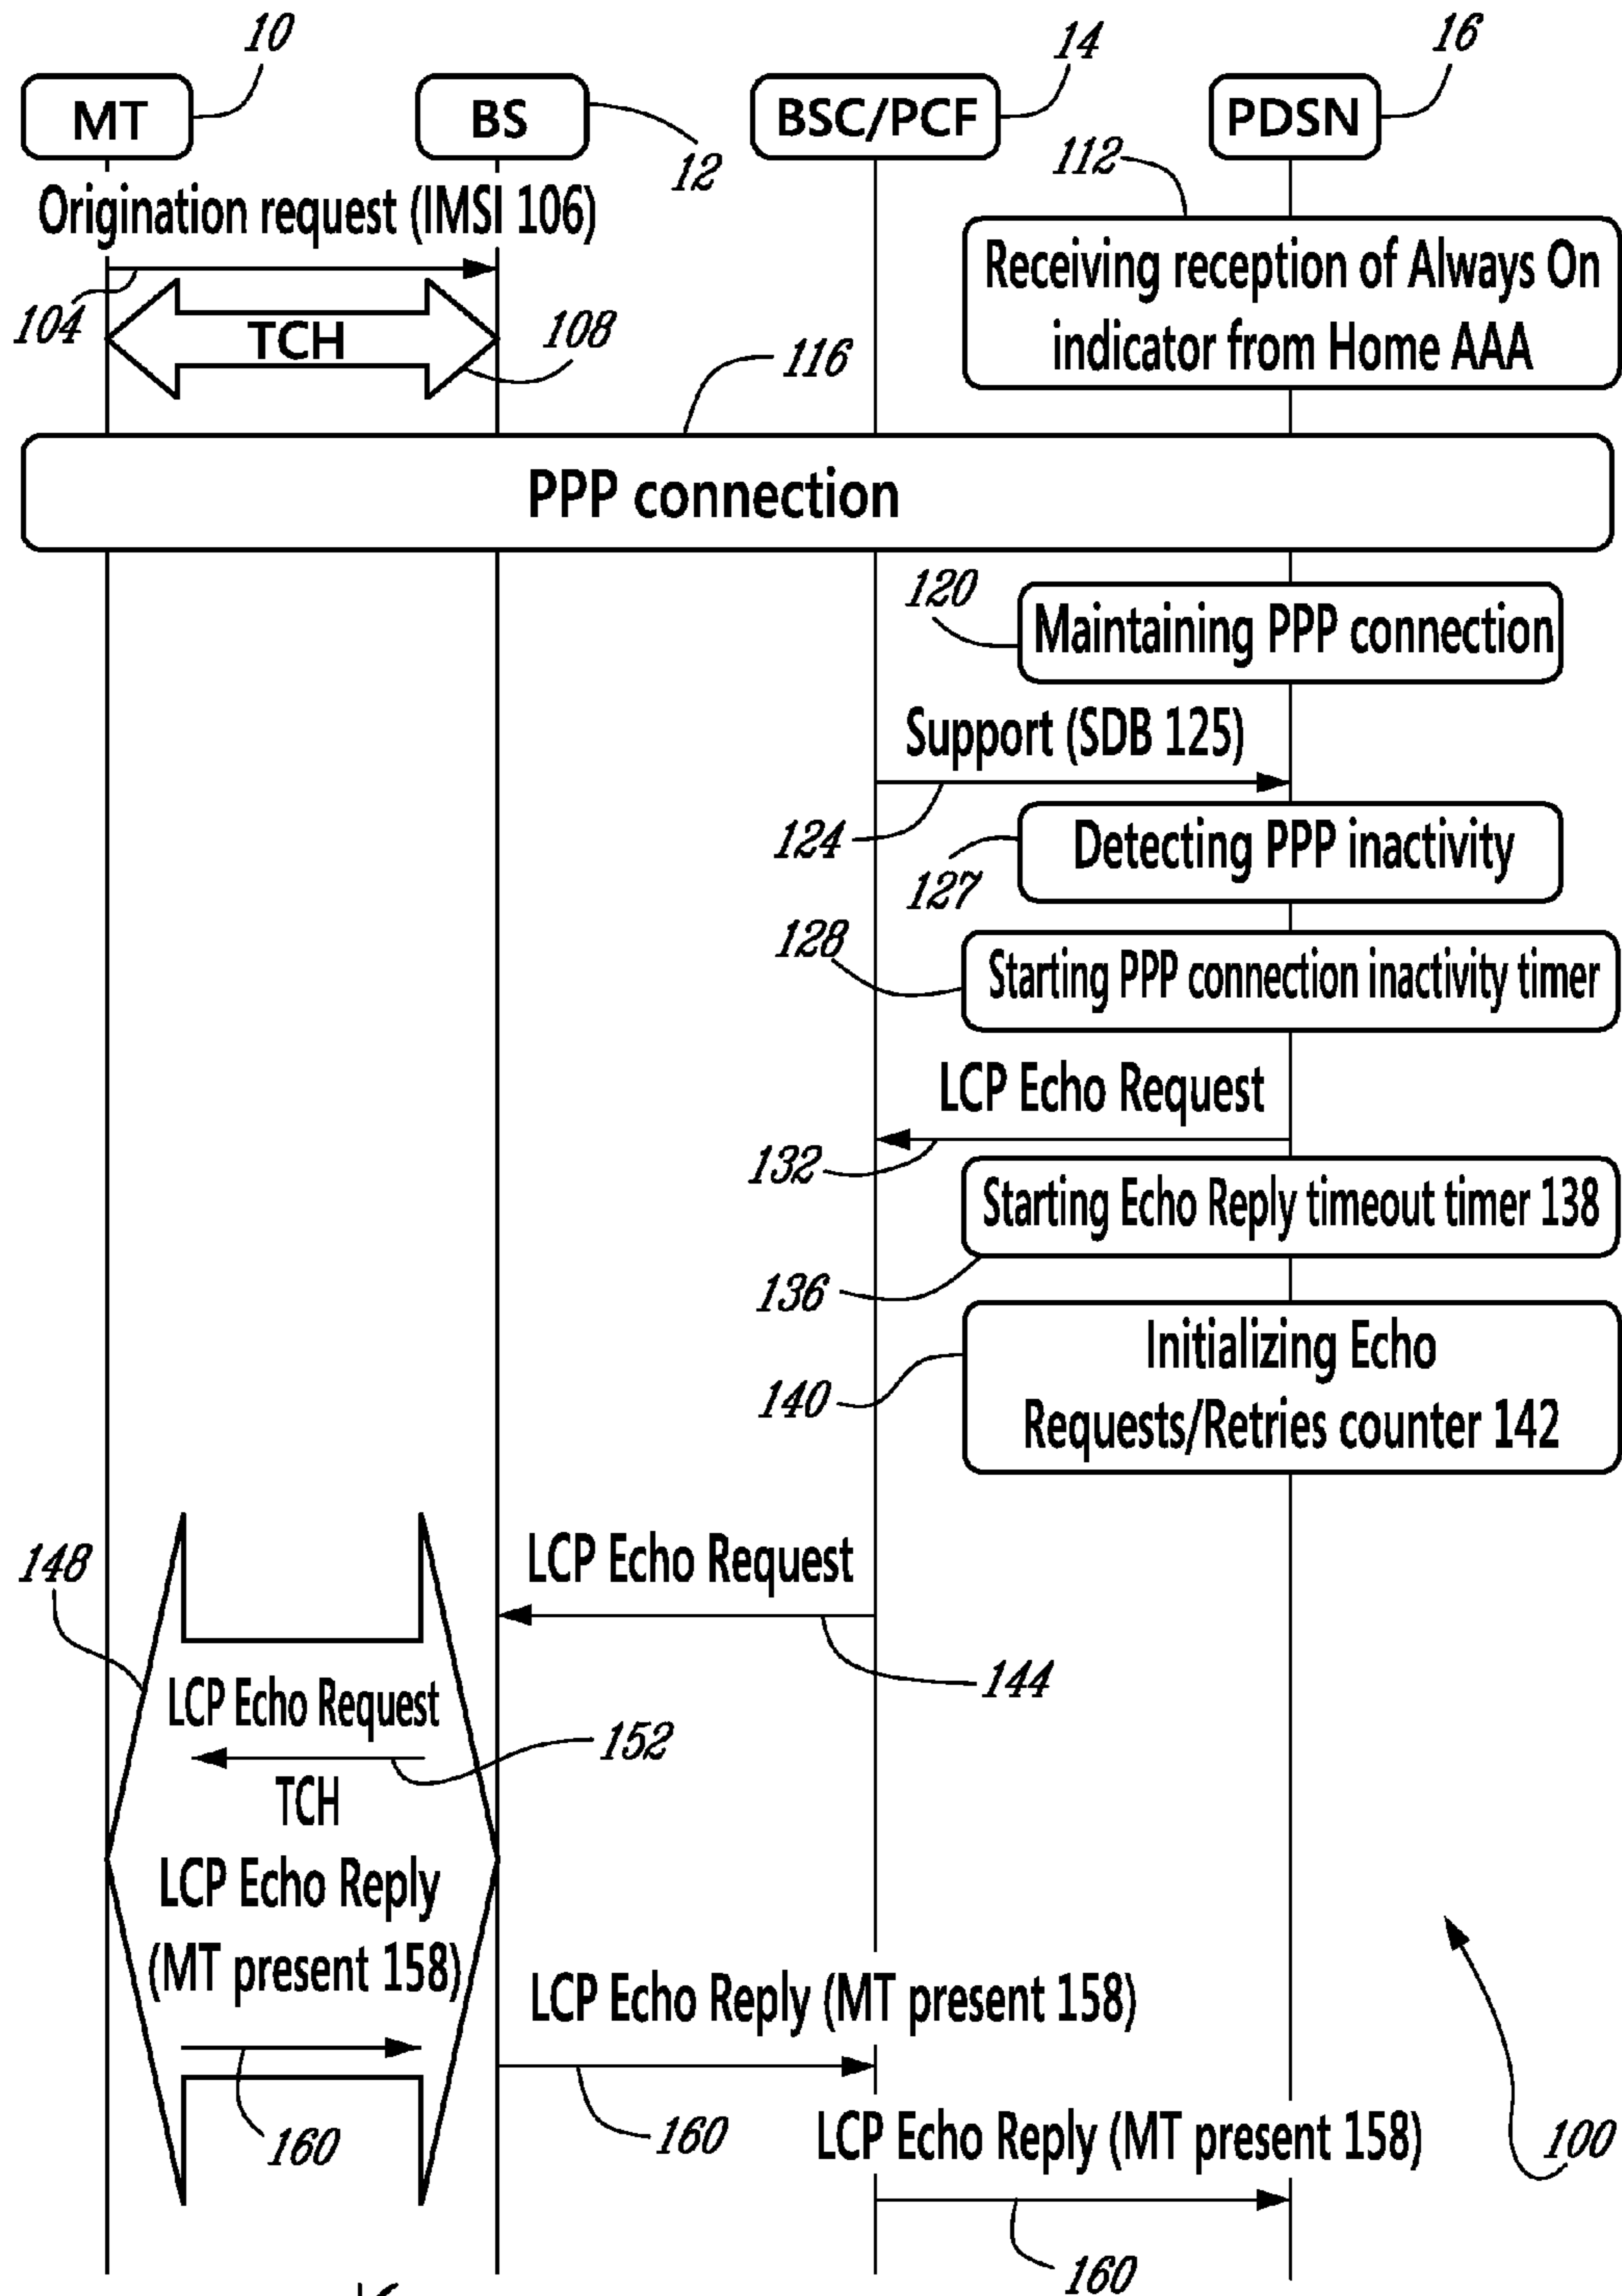 10
14
16
MT
BS
BSC/PCF
PDSN
12
112
Origination request (IMSI 106)
Receiving reception of Always On
indicator from Home AAA
104
TCH
108
116
PPP connection
120
Maintaining PPP connection
Support (SDB 125)
124
Detecting PPP inactivity
127
128
Starting PPP connection inactivity timer
LCP Echo Request
132
Starting Echo Reply timeout timer 138
136
Initializing Echo
Requests/Retries counter 142
140
LCP Echo Request
148
144
LCP Echo Request
152
TCH
LCP Echo Reply
(MT present 158)
LCP Echo Reply (MT present 158)
160
160
LCP Echo Reply (MT present 158)
100
160